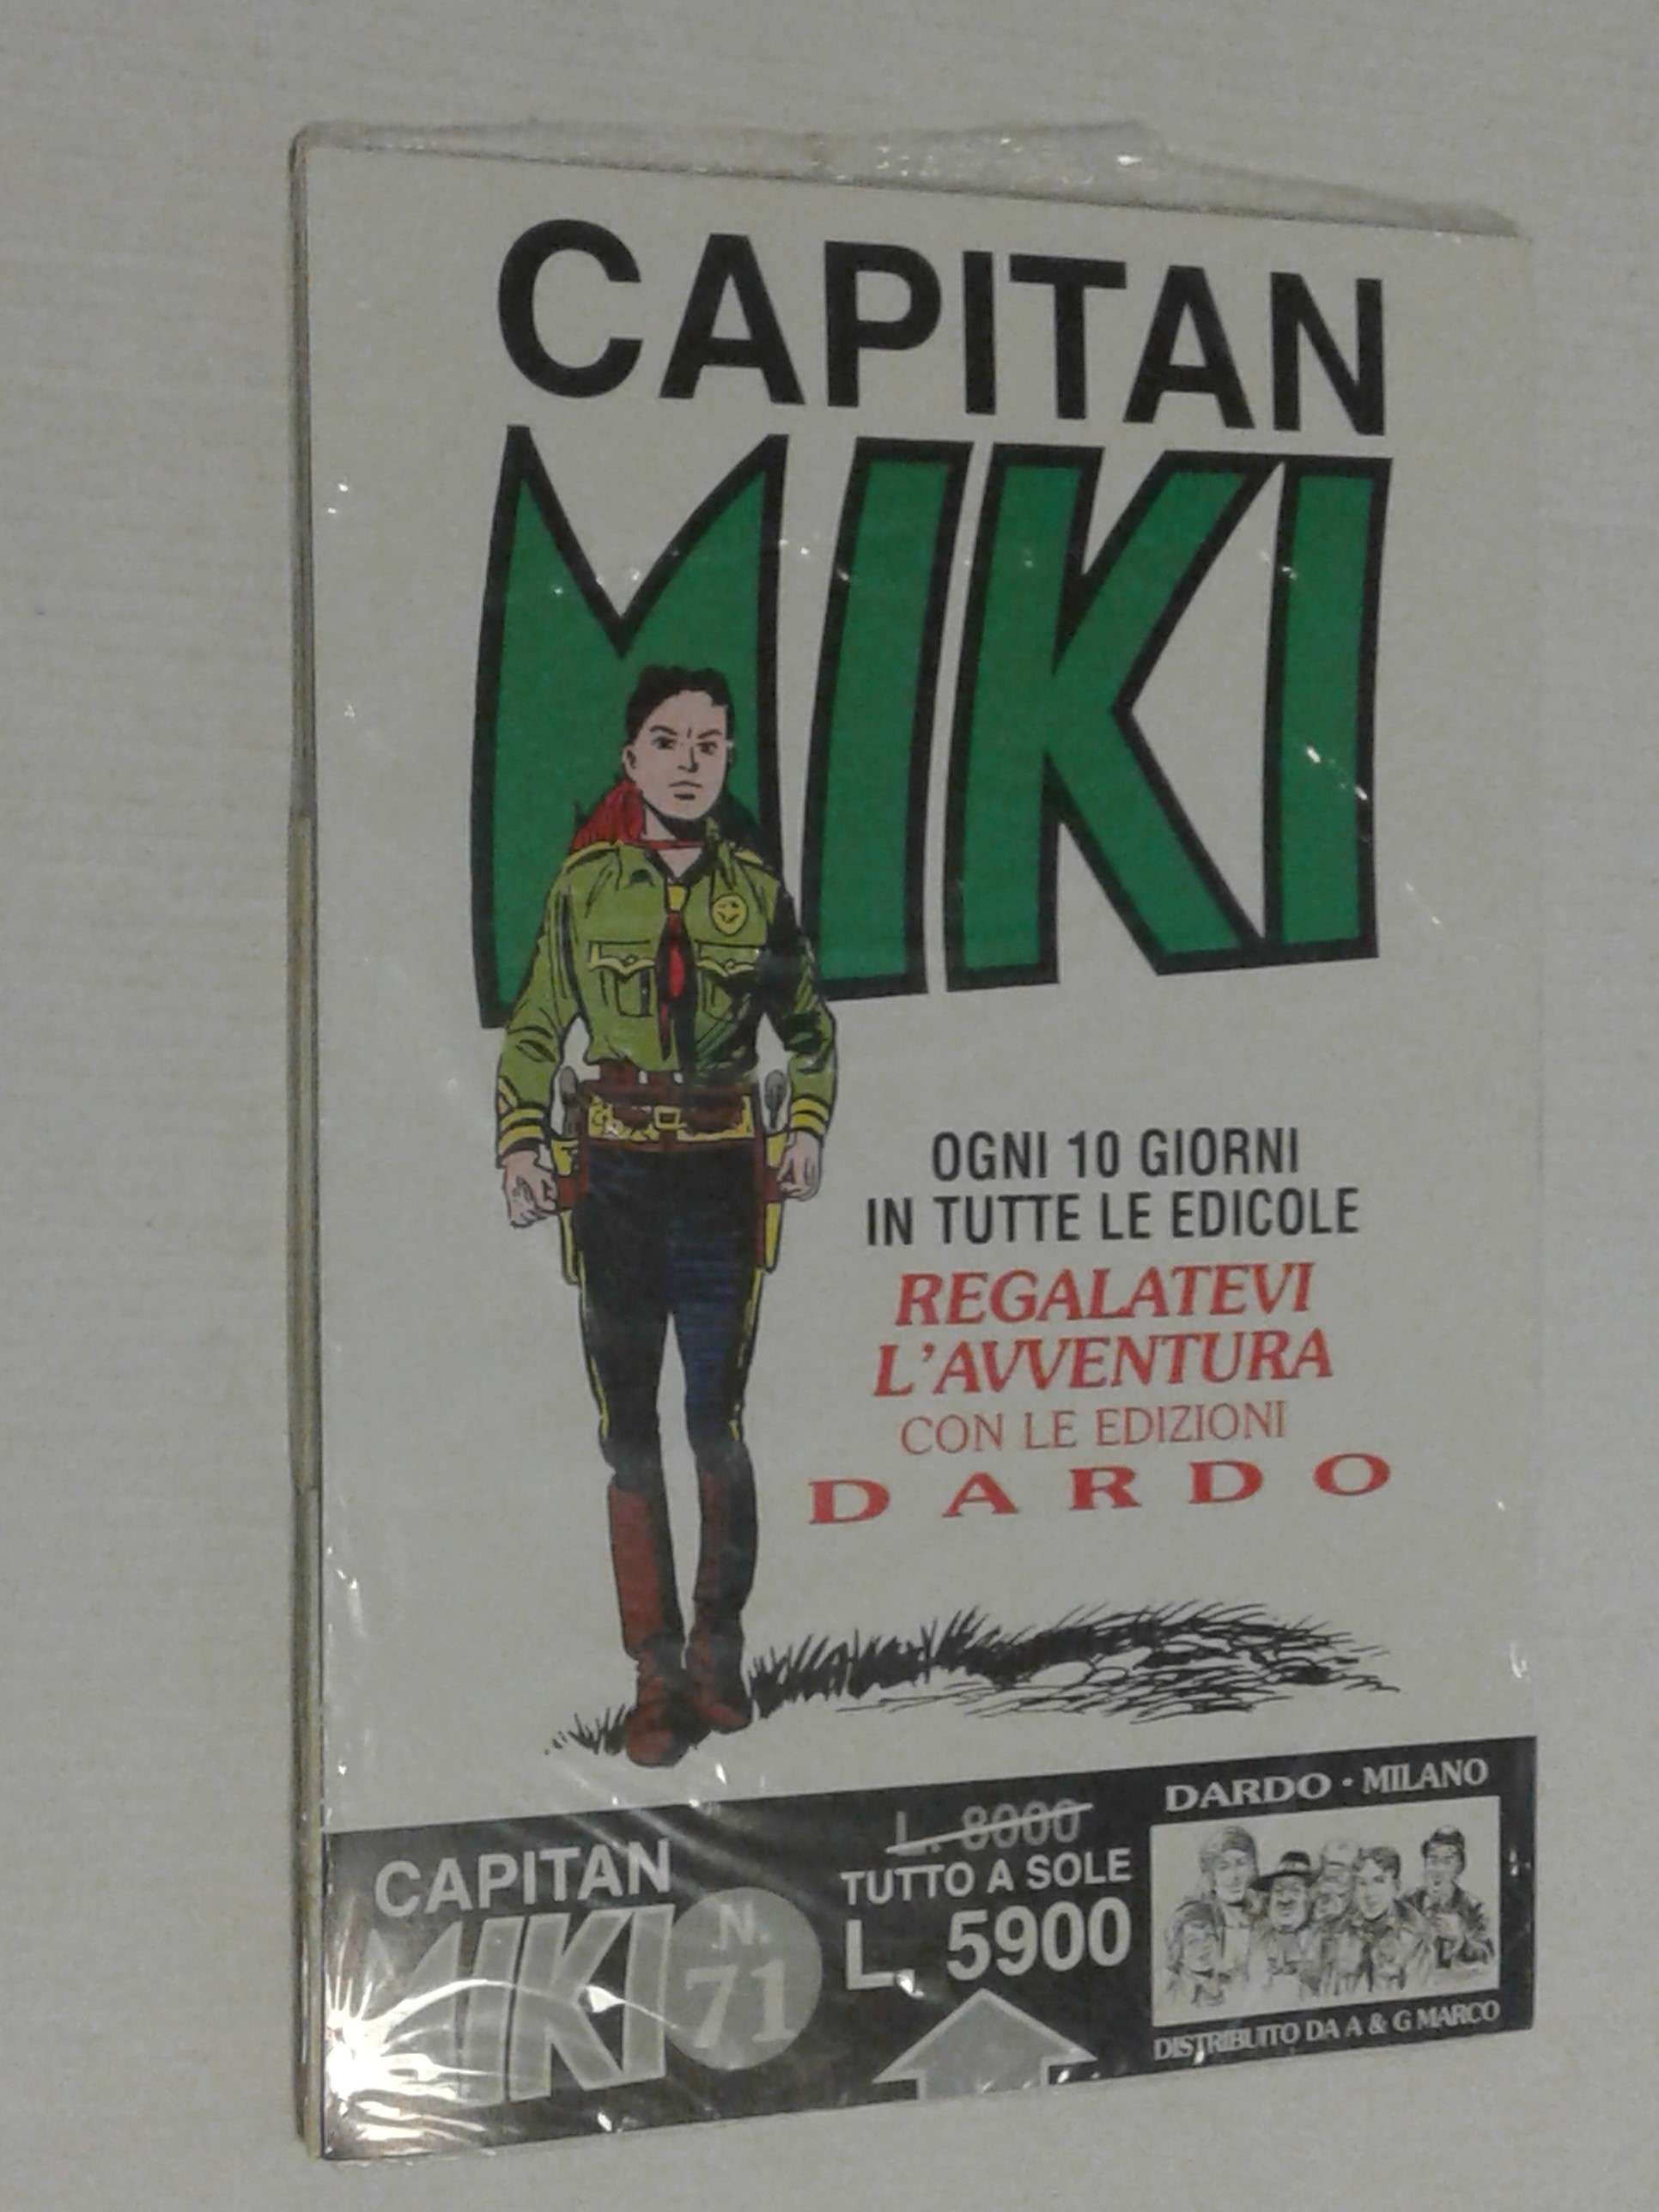 CAPITAN
MIKI
OGNI 10 GIORNI
IN TUTTE LE EDICOLE
REGALATEVI
L'AVVENTURA
CON LE EDIZIONI
DARDO
CAPITAN
MIKI
N.
71
L. 8000
TUTTO A SOLE
L. 5900
DARDO · MILANO
DISTRIBUITO DA A & G MARCO